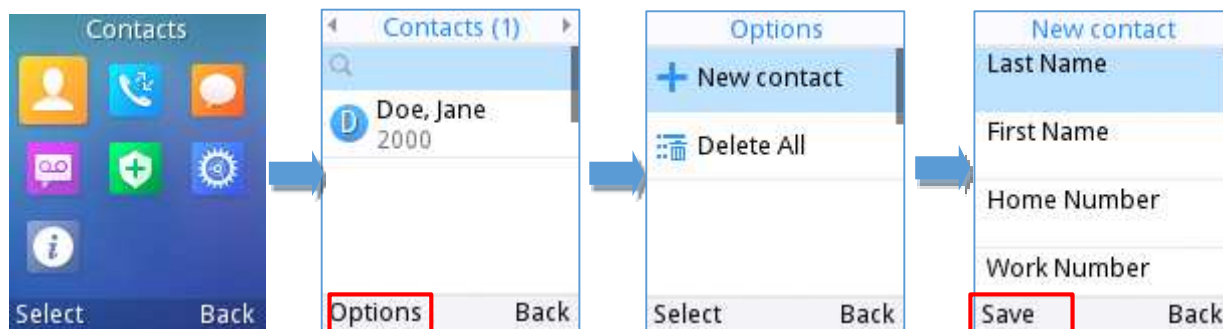 Contacts
Select Back
Contacts (1)
D
Doe, Jane
2000
Options Back
Options
New contact
Delete All
Select Back
New contact
Last Name
First Name
Home Number
Work Number
Save Back